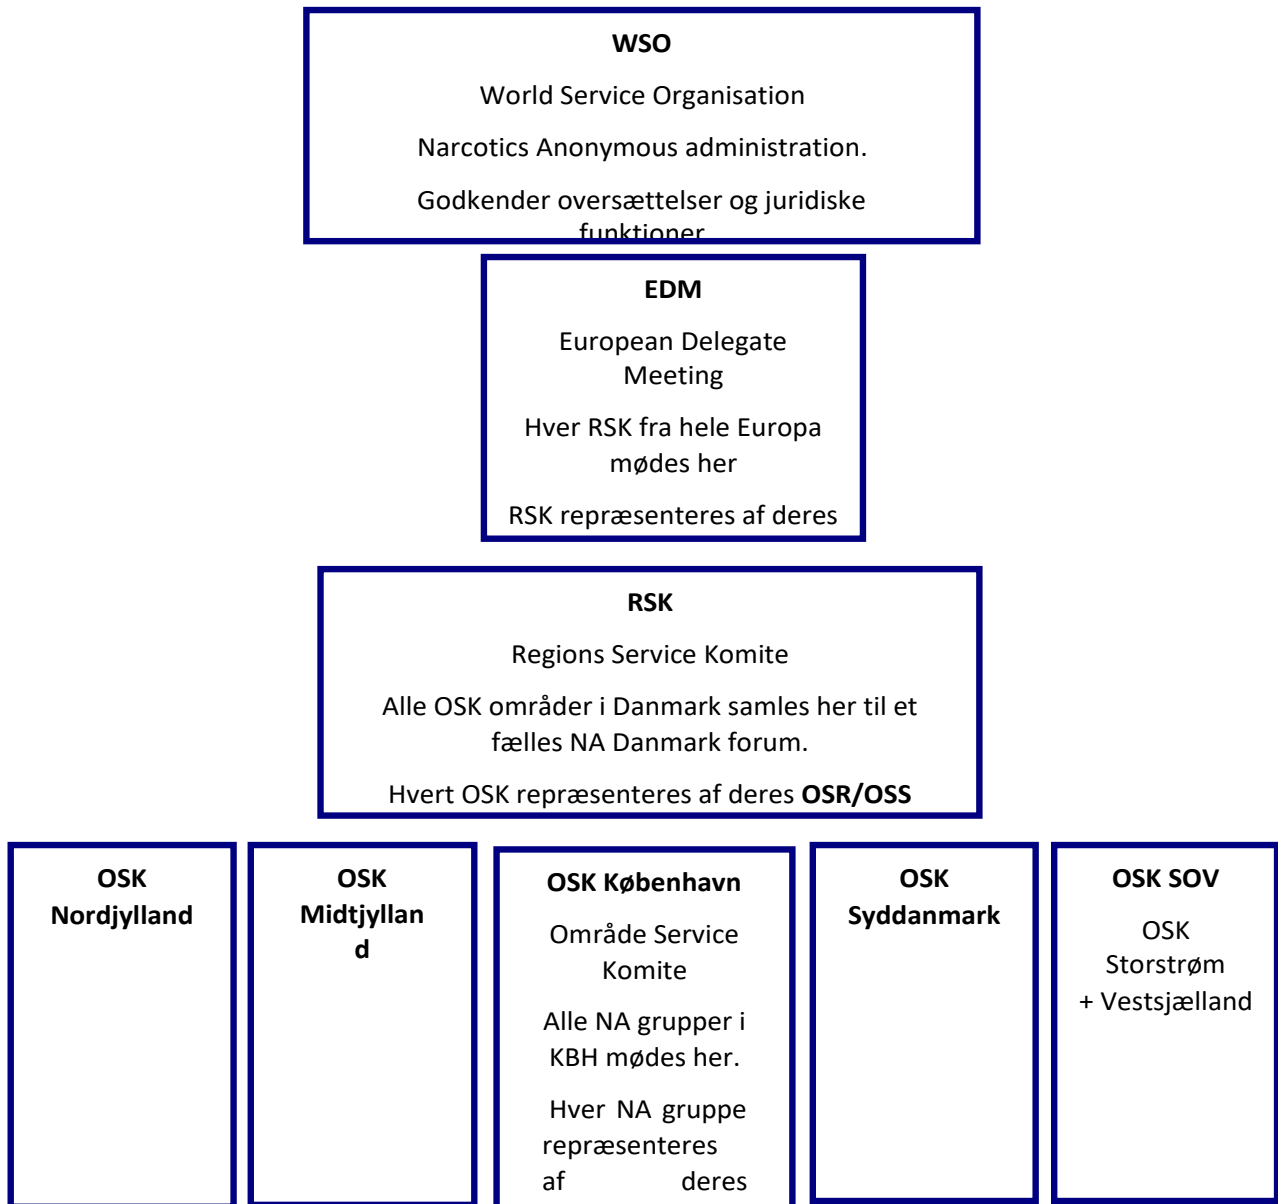 WSO
World Service Organisation
Narcotics Anonymous administration.
Godkender oversættelser og juridiske
funktioner
EDM
European Delegate
Meeting
Hver RSK fra hele Europa
mødes her
RSK repræsenteres af deres
RSK
Regions Service Komite
Alle OSK områder i Danmark samles her til et
fælles NA Danmark forum.
Hvert OSK repræsenteres af deres OSR/OSS
OSK
Nordjylland
OSK
Midtjyllan
d
OSK København
Område Service
Komite
Alle NA grupper i
KBH mødes her.
Hver NA gruppe
repræsenteres
af deres
OSK
Syddanmark
OSK SOV
OSK
Storstrøm
+ Vestsjælland